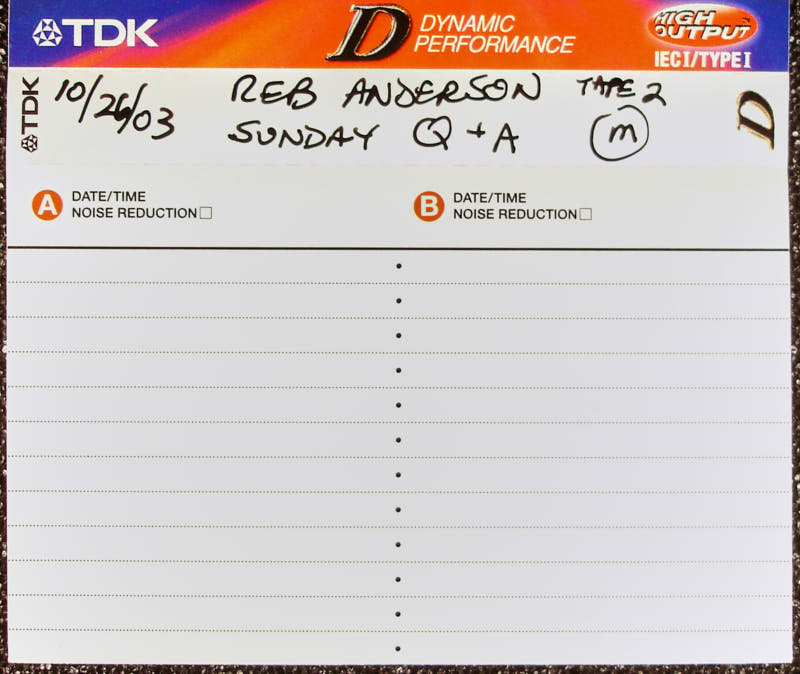 TDK D DYNAMIC PERFORMANCE HIGH OUTPUT
IEC I/TYPE I
TDK 10/26/03 REB ANDERSON TAPE 2 D
SUNDAY Q + A m
A DATE/TIME
NOISE REDUCTION
B DATE/TIME
NOISE REDUCTION